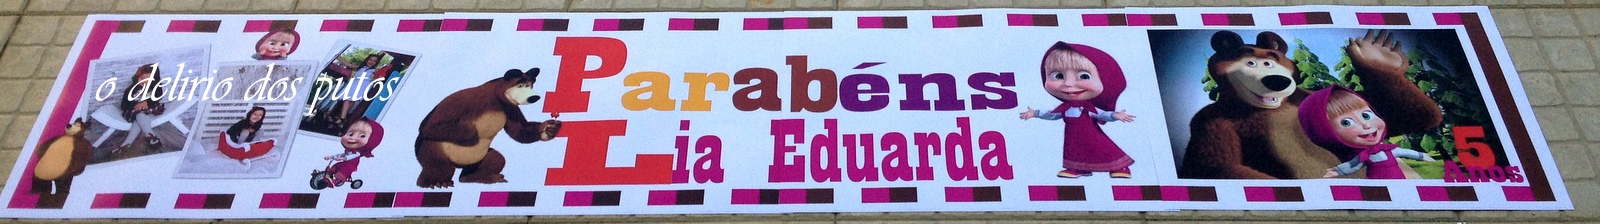 o delirio dos putos
Parabéns
Lia Eduarda
5
Anos